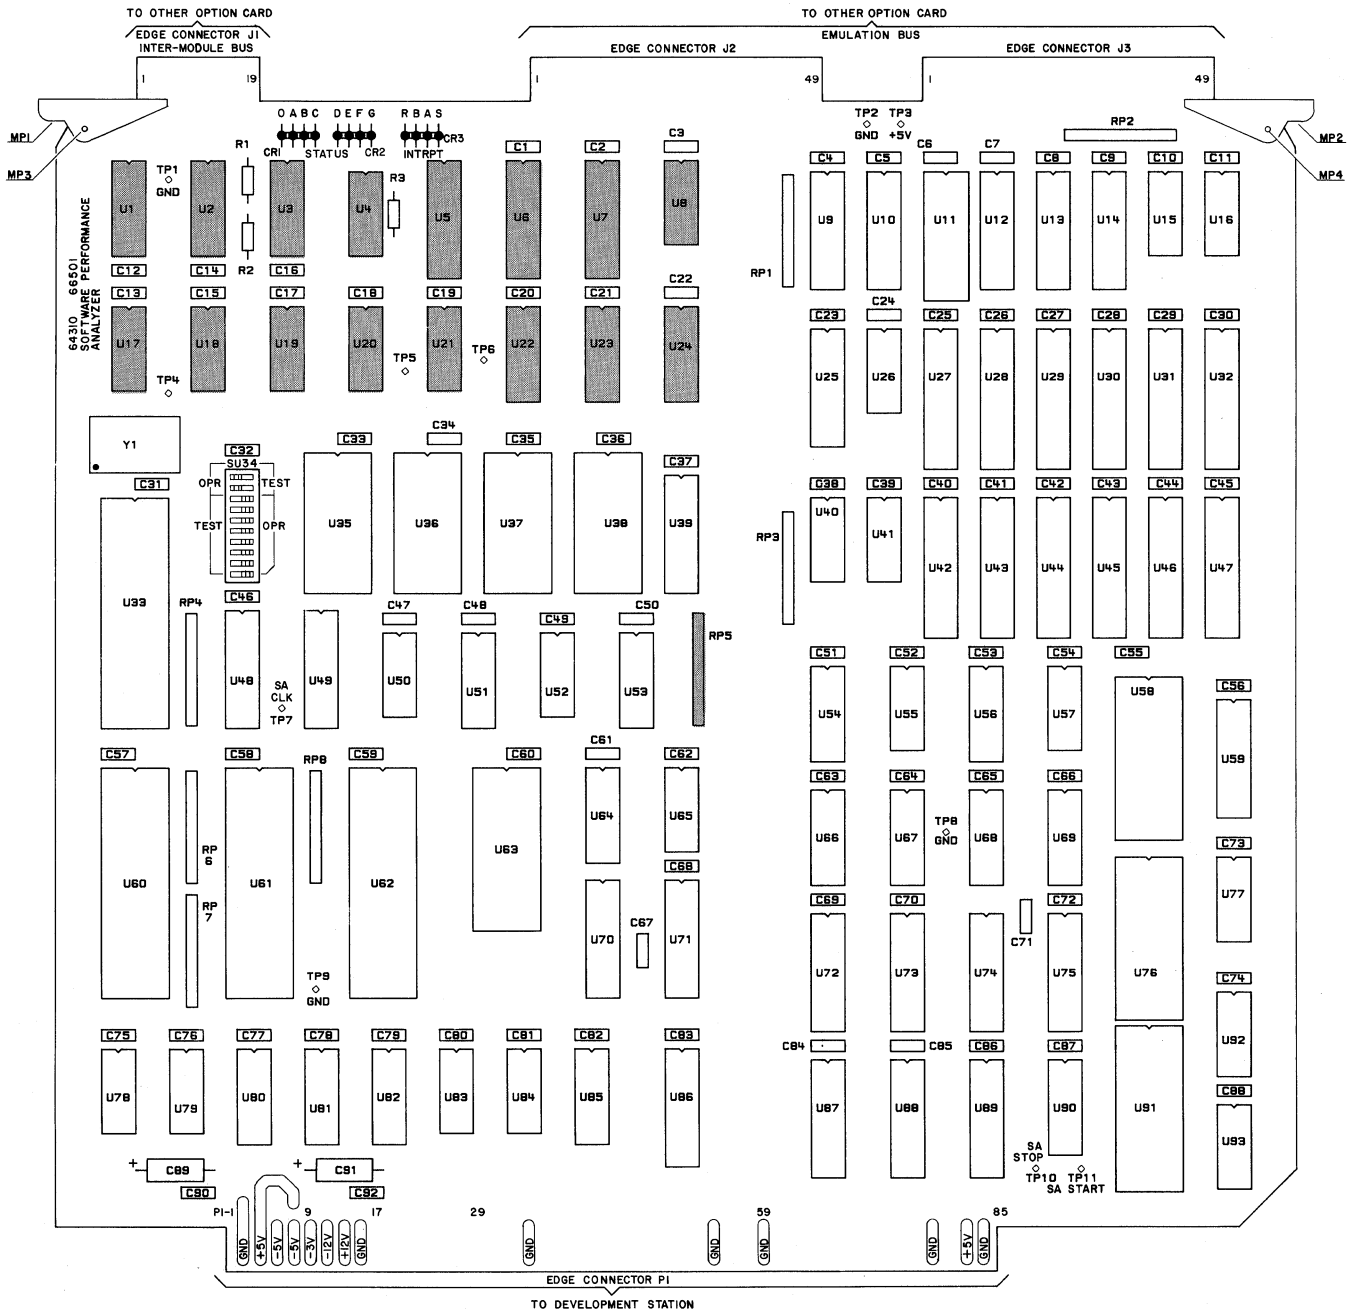 TO OTHER OPTION CARD
TO OTHER OPTION CARD
EDGE CONNECTOR J1
INTER-MODULE BUS
EMULATION BUS
EDGE CONNECTOR J2
EDGE CONNECTOR J3
1 19 1 49 1 49
O A B C D E F G R B A S
CR1 STATUS CR2 INTRPT CR3
MP1
MP3
MP2
MP4
TP2 TP3
GND +5V
RP2
R1 C1 C2 C3 C4 C5 C6 C7 C8 C9 C10 C11
TP1
GND
R3
U1 U2 U3 U4 U5 U6 U7 U8 U9 U10 U11 U12 U13 U14 U15 U16
R2
RP1
64310 66501
SOFTWARE PERFORMANCE
ANALYZER
C12 C14 C16
C13 C15 C17 C18 C19 C20 C21 C22
C23 C24 C25 C26 C27 C28 C29 C30
U17 U18 U19 U20 U21 U22 U23 U24
TP4 TP5 TP6
U25 U26 U27 U28 U29 U30 U31 U32
Y1
C32 C33 C34 C35 C36 C37
SU34
OPR TEST
TEST OPR
C31
U33 U35 U36 U37 U38 U39
C38 C39 C40 C41 C42 C43 C44 C45
RP3
U40 U41 U42 U43 U44 U45 U46 U47
RP4 C46 C47 C48 C49 C50 RP5
U48 U49 U50 U51 U52 U53
SA
CLK
TP7
C51 C52 C53 C54 C55 C56
U54 U55 U56 U57 U58 U59
C57 C58 RP8 C59 C60 C61 C62
C63 C64 C65 C66
RP
6
RP
7
U60 U61 U62 U63 U64 U65
U66 U67 U68 U69
TP8
GND
C73
U77
C68
C67
U70 U71
C69 C70 C71 C72
U72 U73 U74 U75 U76
TP9
GND
C74
U92
C75 C76 C77 C78 C79 C80 C81 C82 C83
C84 C85 C86 C87
C88
U93
U78 U79 U80 U81 U82 U83 U84 U85 U86
U87 U88 U89 U90 U91
SA
STOP
TP10 TP11
SA START
+ C89 + C91
C90 C92
P1-1 9 17 29 59 85
GND +5V -5V -5V -3V -12V +12V GND GND GND +5V GND
EDGE CONNECTOR P1
TO DEVELOPMENT STATION